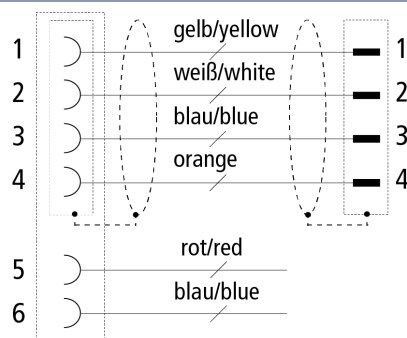 gelb/yellow
1 1
weiß/white
2 2
blau/blue
3 3
orange
4 4
rot/red
5
blau/blue
6